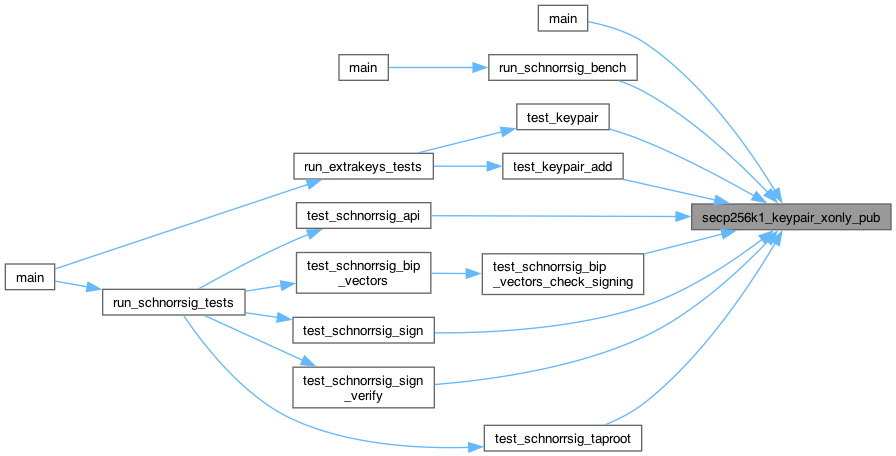 main
main
run_schnorrsig_bench
test_keypair
run_extrakeys_tests
test_keypair_add
secp256k1_keypair_xonly_pub
test_schnorrsig_api
test_schnorrsig_bip
_vectors
test_schnorrsig_bip
_vectors_check_signing
main
run_schnorrsig_tests
test_schnorrsig_sign
test_schnorrsig_sign
_verify
test_schnorrsig_taproot